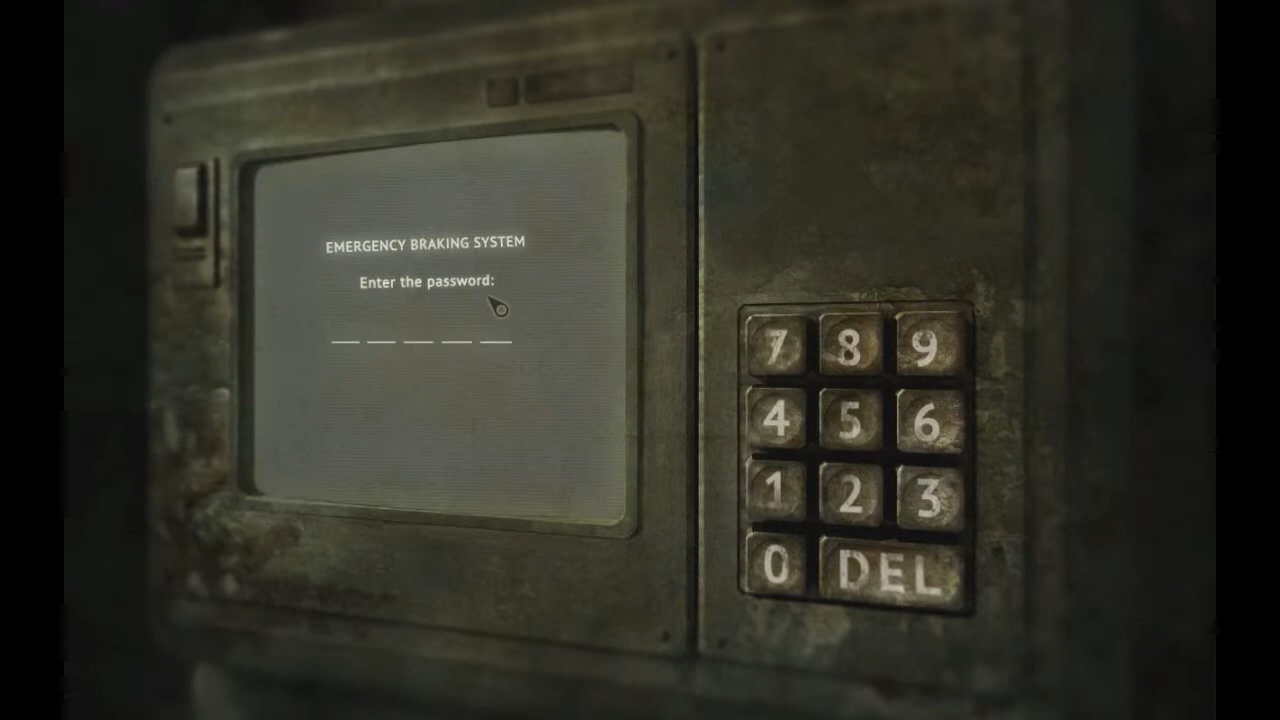 EMERGENCY BRAKING SYSTEM
Enter the password:
7 8 9
4 5 6
1 2 3
0 DEL